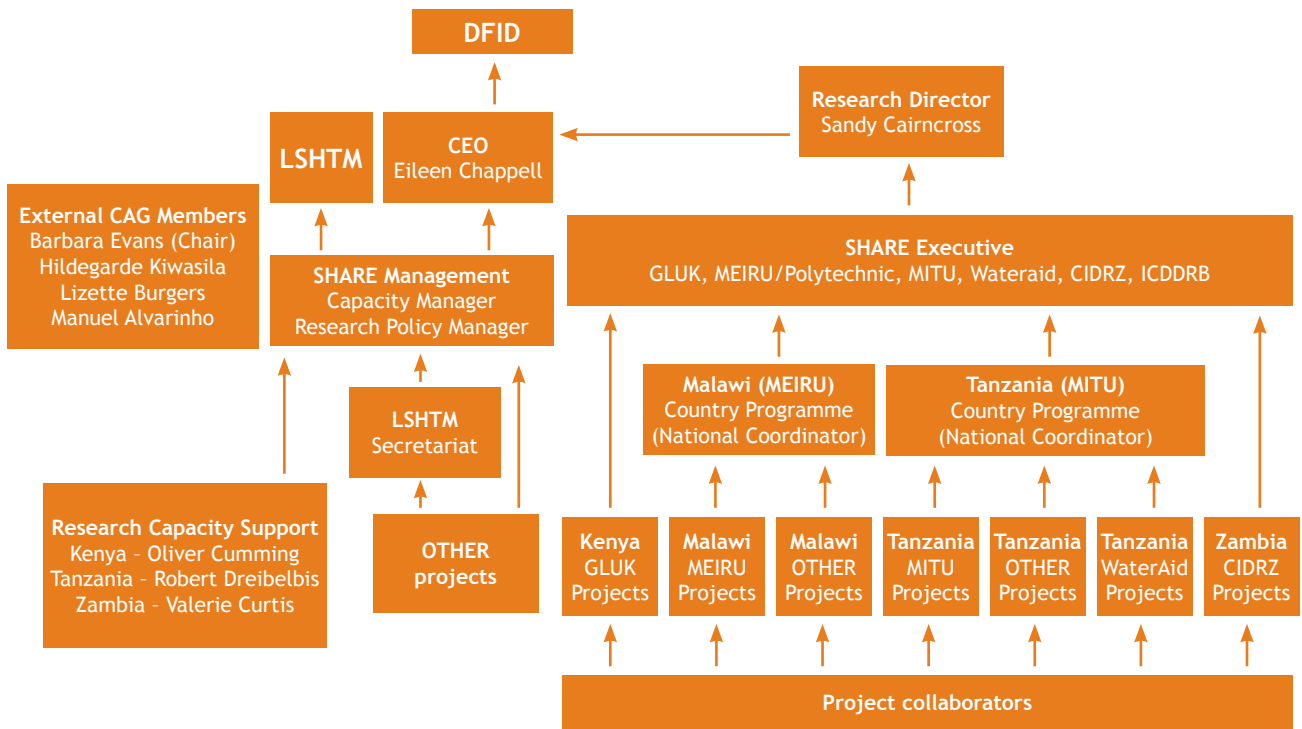 DFID
Research Director
Sandy Cairncross
LSHTM
CEO
Eileen Chappell
External CAG Members
Barbara Evans (Chair)
Hildegarde Kiwasila
Lizette Burgers
Manuel Alvarinho
SHARE Management
Capacity Manager
Research Policy Manager
SHARE Executive
GLUK, MEIRU/Polytechnic, MITU, Wateraid, CIDRZ, ICDDRB
LSHTM
Secretariat
Malawi (MEIRU)
Country Programme
(National Coordinator)
Tanzania (MITU)
Country Programme
(National Coordinator)
Research Capacity Support
Kenya – Oliver Cumming
Tanzania – Robert Dreibelbis
Zambia – Valerie Curtis
OTHER
projects
Kenya
GLUK
Projects
Malawi
MEIRU
Projects
Malawi
OTHER
Projects
Tanzania
MITU
Projects
Tanzania
OTHER
Projects
Tanzania
WaterAid
Projects
Zambia
CIDRZ
Projects
Project collaborators